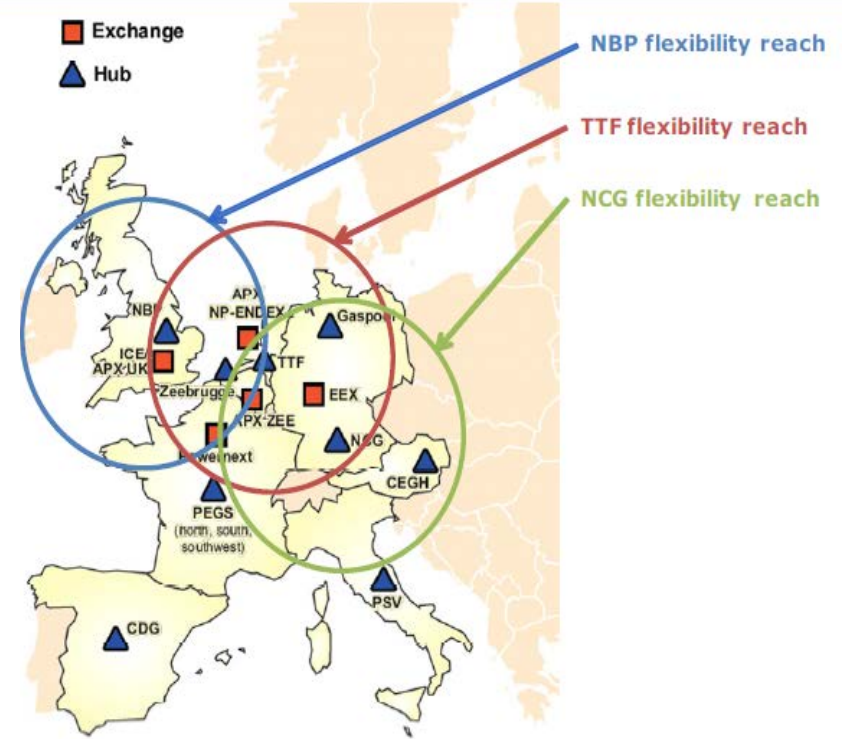 Exchange
Hub
NBP flexibility reach
TTF flexibility reach
NCG flexibility reach
APX
NP-ENDEX
NBP
Gaspool
ICE/
APX-UK
TTF
Zeebrugge
EEX
APX-ZEE
NCG
Powernext
CEGH
PEGS
(north, south,
southwest)
PSV
CDG